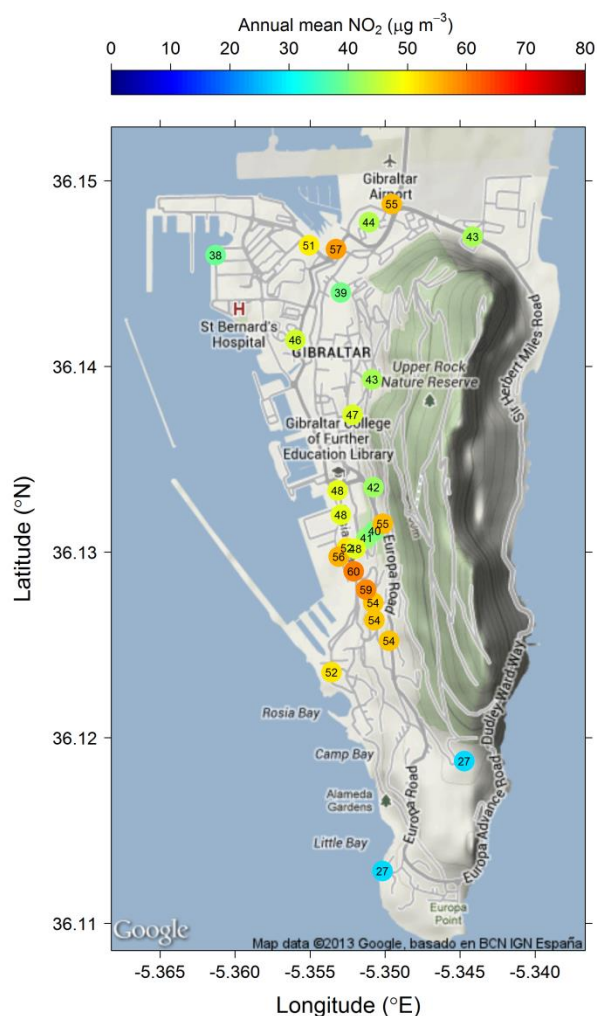 Annual mean NO₂ (μg m⁻³)
0 10 20 30 40 50 60 70 80
36.15
36.14
36.13
36.12
36.11
Latitude (°N)
Gibraltar
Airport
55
44
43
51
57
38
39
H
St Bernard's
Hospital
46
GIBRALTAR
Sir Herbert Miles Road
Upper Rock
Nature Reserve
43
47
Gibraltar College
of Further
Education Library
48
42
48
55
40
41
52
48
56
Europa Road
60
59
54
54
54
52
Rosia Bay
Dudley Ward Way
Camp Bay
27
Alameda
Gardens
Europa Road
Europa Advance Road
Little Bay
27
Europa
Point
Google
Map data ©2013 Google, basado en BCN IGN España
-5.365 -5.360 -5.355 -5.350 -5.345 -5.340
Longitude (°E)